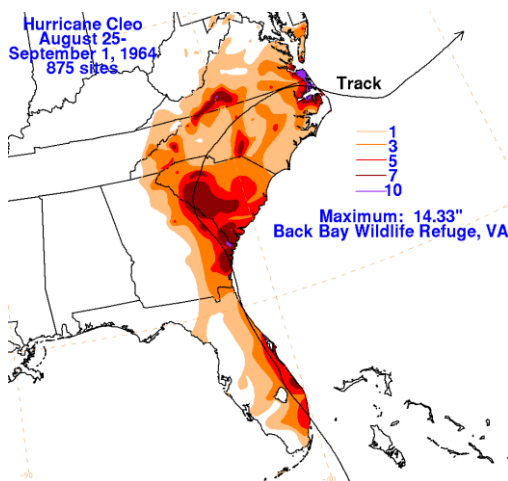 Hurricane Cleo
August 25-
September 1, 1964
875 sites
Track
1
3
5
7
10
Maximum: 14.33"
Back Bay Wildlife Refuge, VA